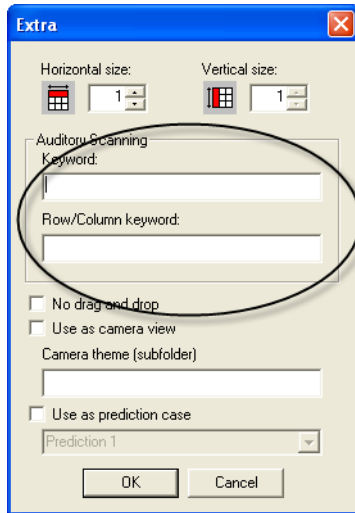 Extra
Horizontal size: Vertical size:
1 1
Auditory Scanning
Keyword:
Row/Column keyword:
No drag and drop
Use as camera view
Camera theme (subfolder)
Use as prediction case
Prediction 1
OK Cancel